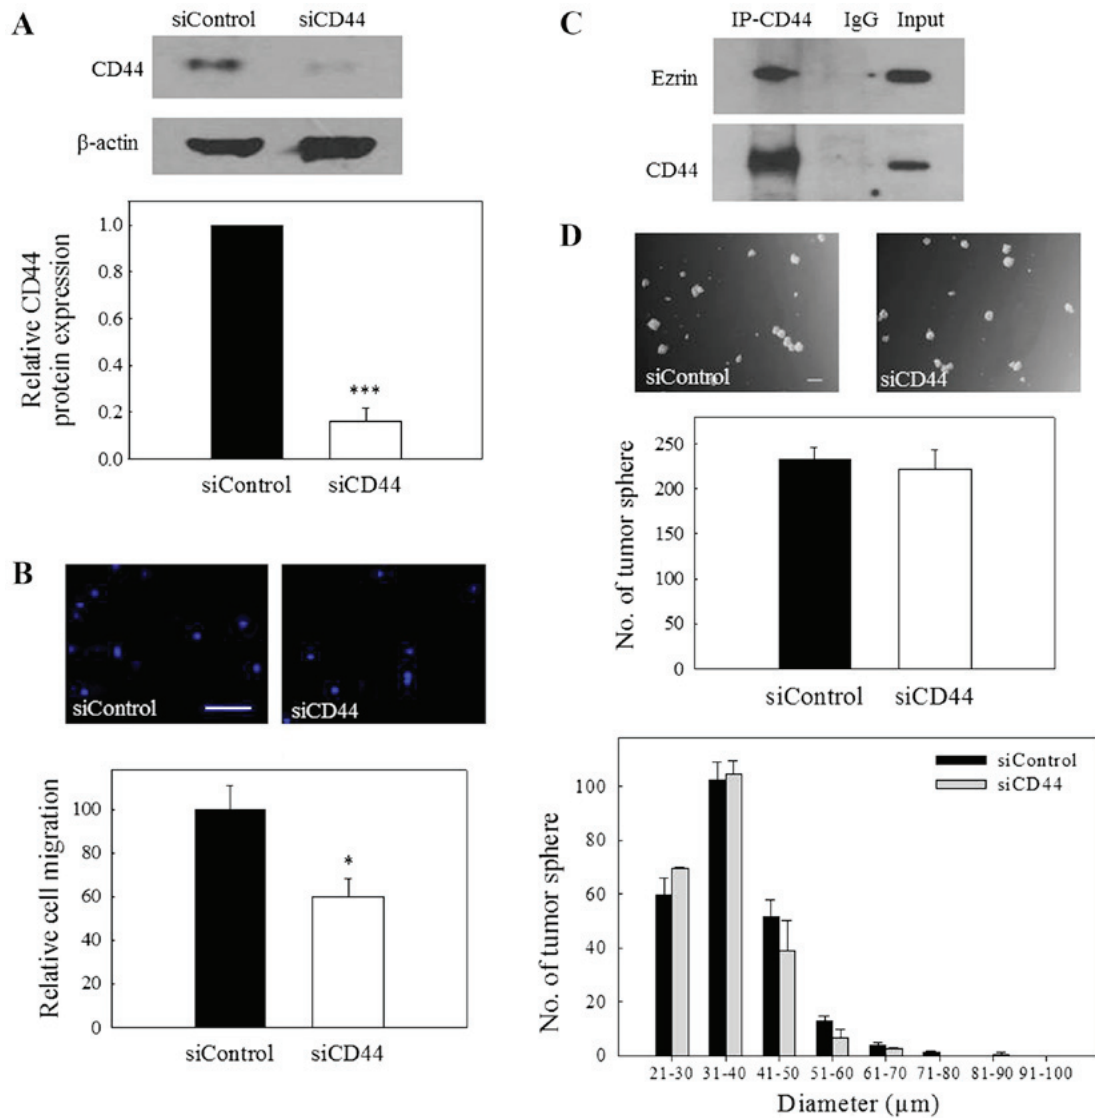 A
siControl siCD44
CD44
β-actin
Relative CD44
protein expression
1.0
0.8
0.6
0.4
0.2
0.0
***
siControl siCD44
B
siControl
siCD44
Relative cell migration
100
80
60
40
20
0
*
siControl siCD44
C
IP-CD44 IgG Input
Ezrin
CD44
D
siControl
siCD44
No. of tumor sphere
250
200
150
100
50
0
siControl siCD44
No. of tumor sphere
100
80
60
40
20
0
siControl
siCD44
21-30 31-40 41-50 51-60 61-70 71-80 81-90 91-100
Diameter (µm)